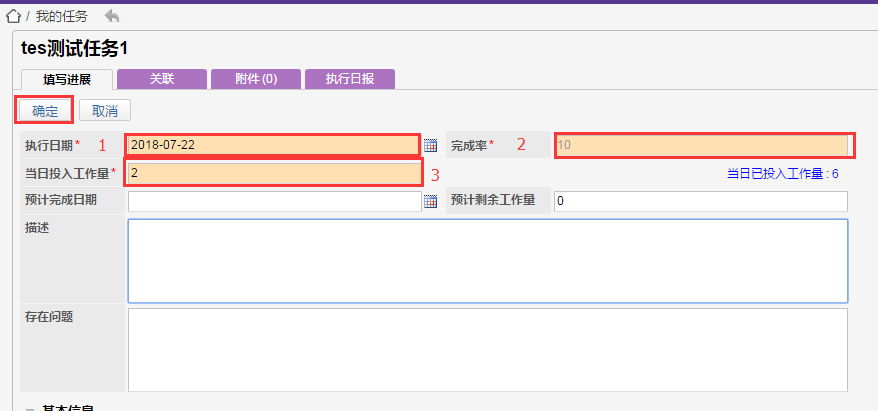 / 我的任务
tes测试任务1
填写进展 关联 附件(0) 执行日报
确定 取消
执行日期* 1 2018-07-22 完成率* 2 10
当日投入工作量* 2 3 当日已投入工作量 : 6
预计完成日期 预计剩余工作量 0
描述
存在问题
基本信息